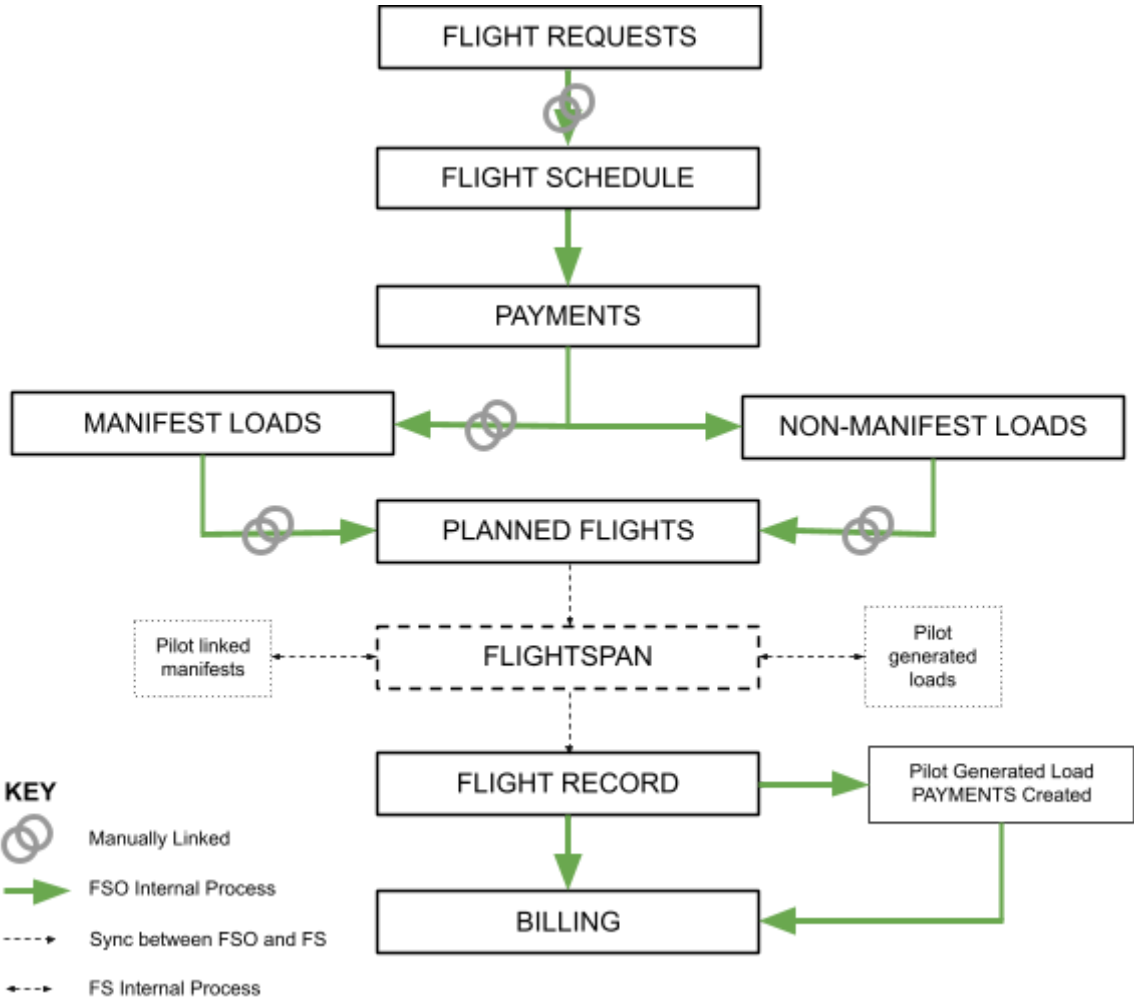 FLIGHT REQUESTS
FLIGHT SCHEDULE
PAYMENTS
MANIFEST LOADS
NON-MANIFEST LOADS
PLANNED FLIGHTS
Pilot linked
manifests
FLIGHTSPAN
Pilot
generated
loads
FLIGHT RECORD
Pilot Generated Load
PAYMENTS Created
BILLING
KEY
Manually Linked
FSO Internal Process
Sync between FSO and FS
FS Internal Process